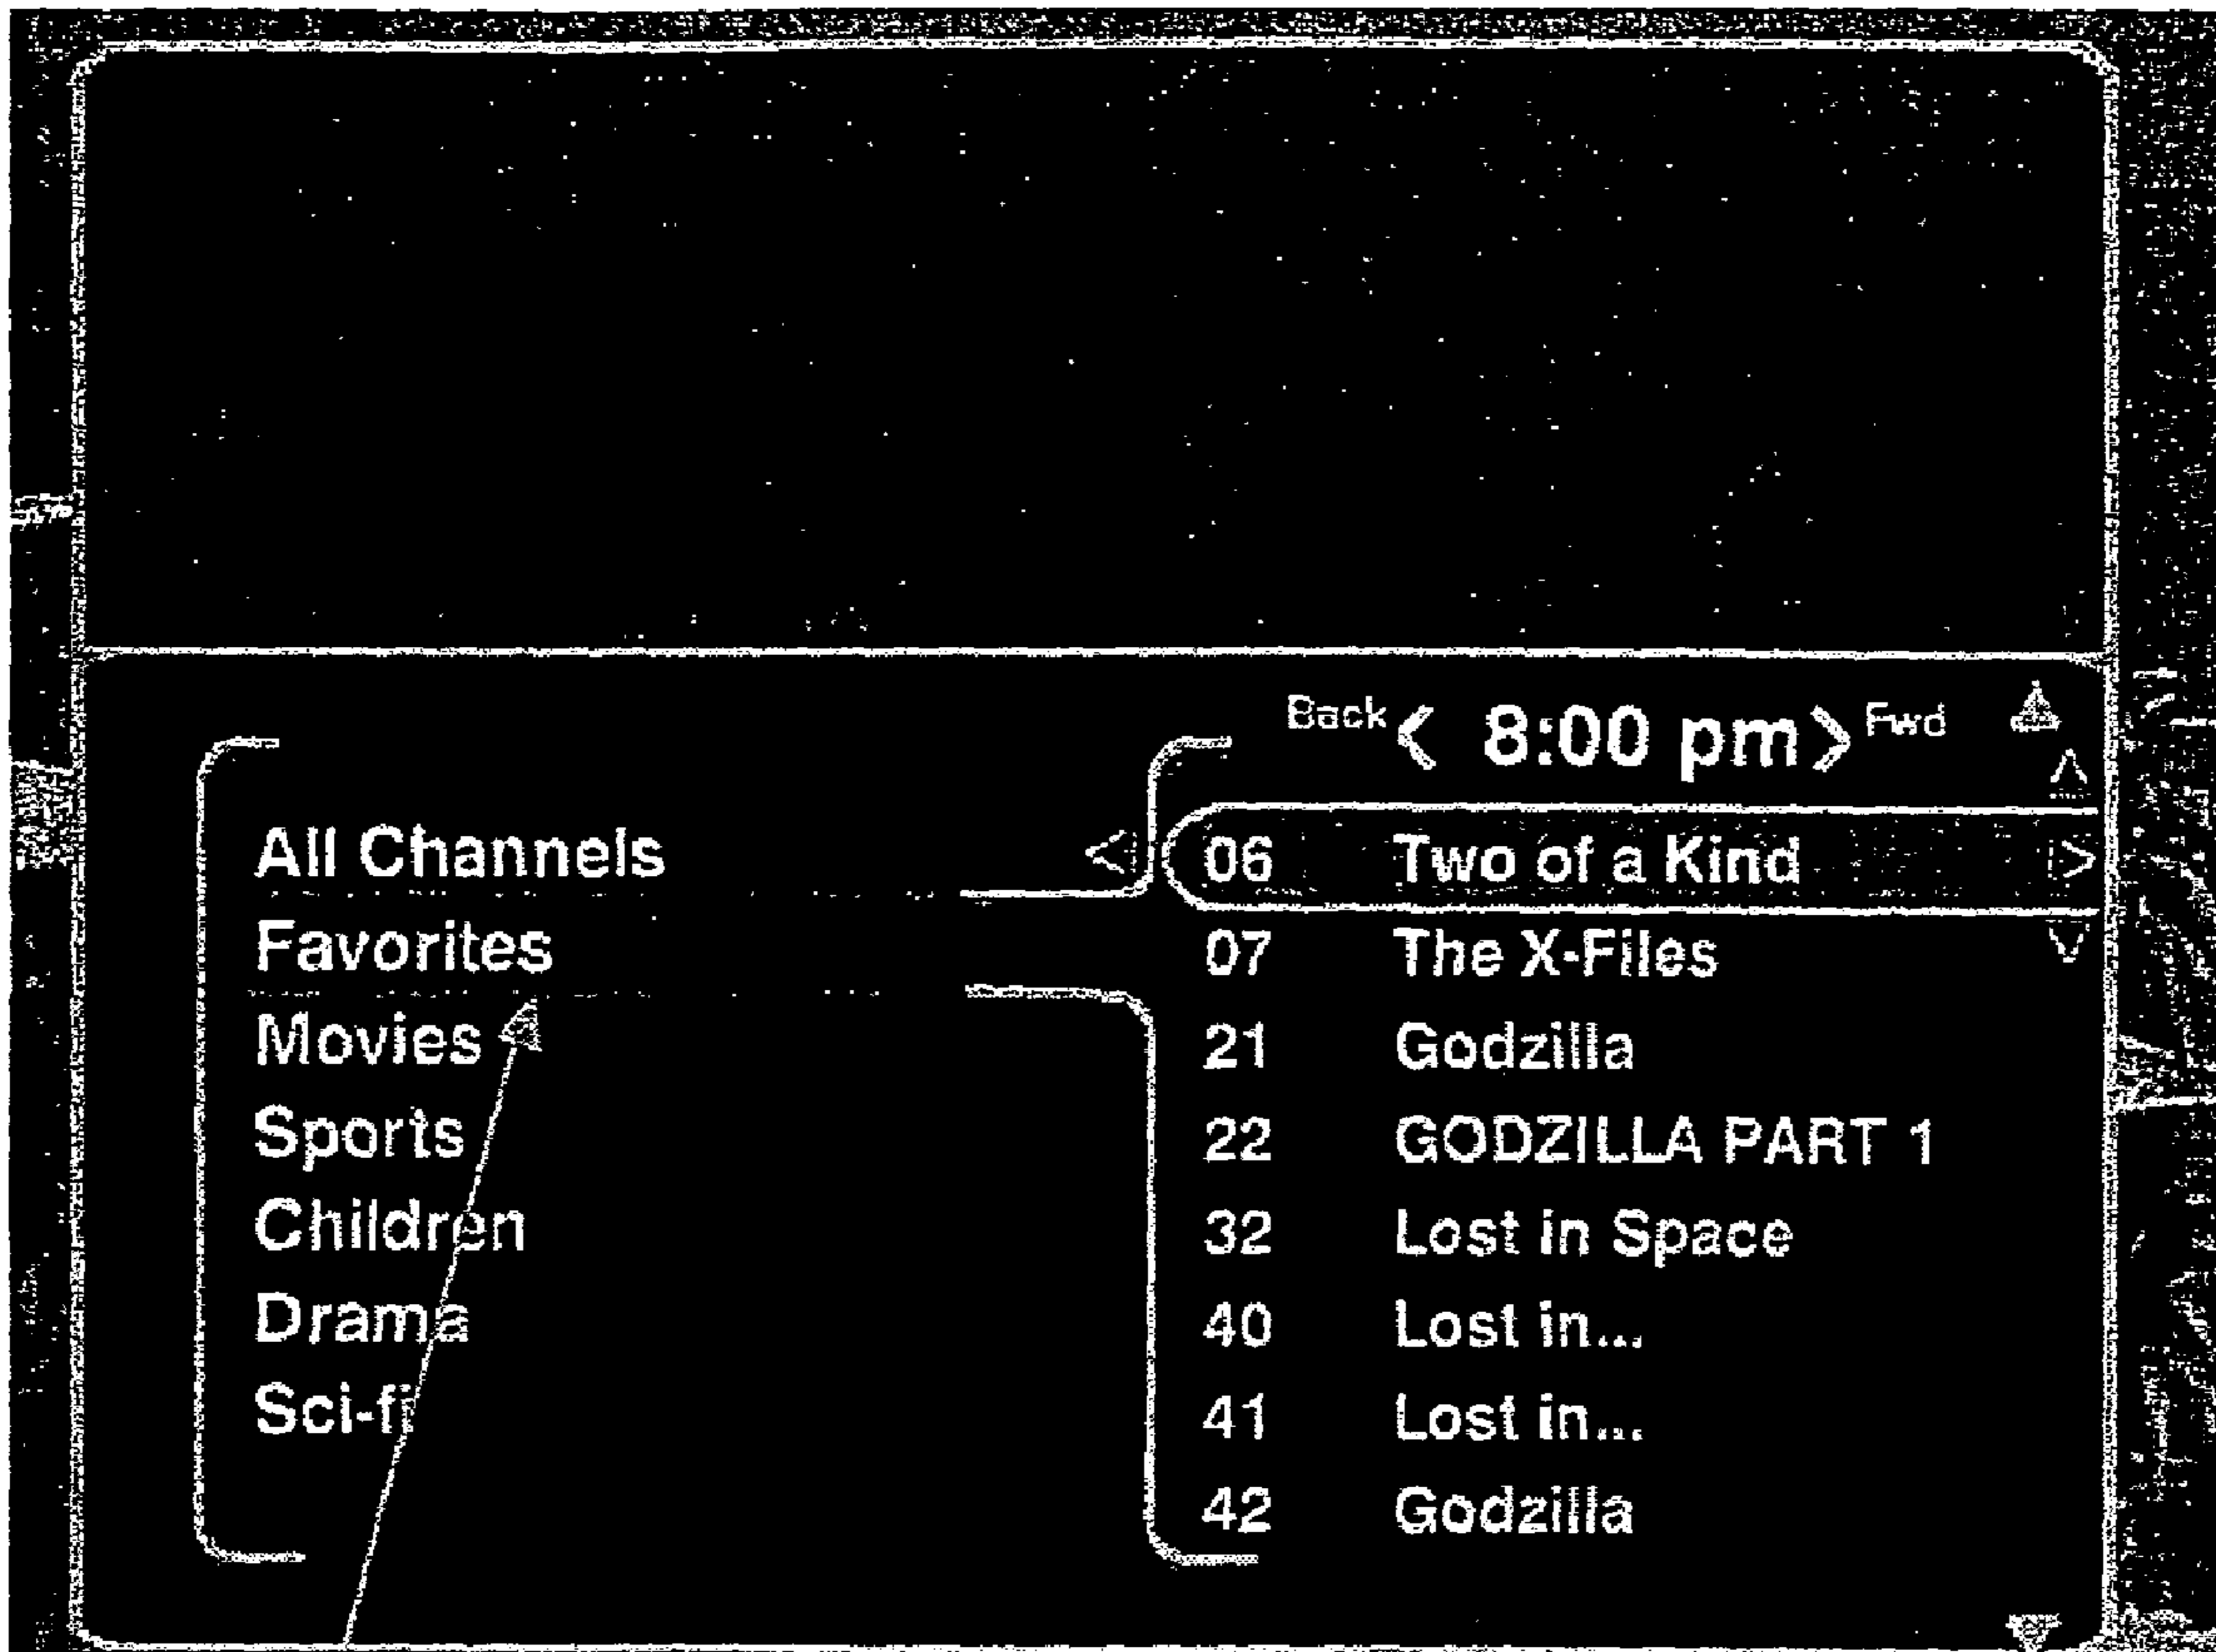 Back < 8:00 pm > Fwd
All Channels
Favorites
Movies
Sports
Children
Drama
Sci-fi
06 Two of a Kind
07 The X-Files
21 Godzilla
22 GODZILLA PART 1
32 Lost in Space
40 Lost in...
41 Lost in...
42 Godzilla